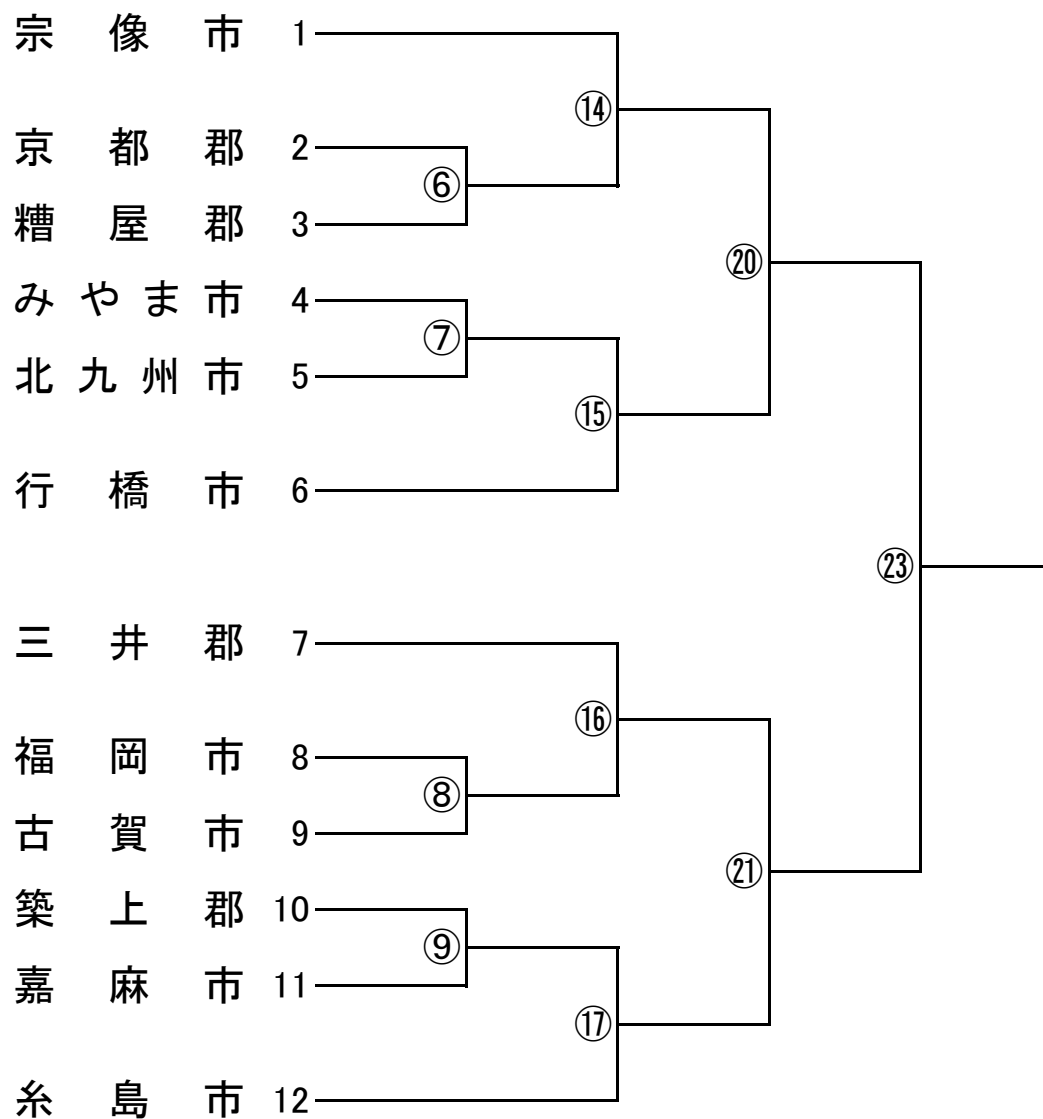 宗像市 1
⑭
京都郡 2
⑥
糟屋郡 3
⑳
みやま市 4
⑦
北九州市 5
⑮
行橋市 6
㉓
三井郡 7
⑯
福岡市 8
⑧
古賀市 9
㉑
築上郡 10
⑨
嘉麻市 11
⑰
糸島市 12